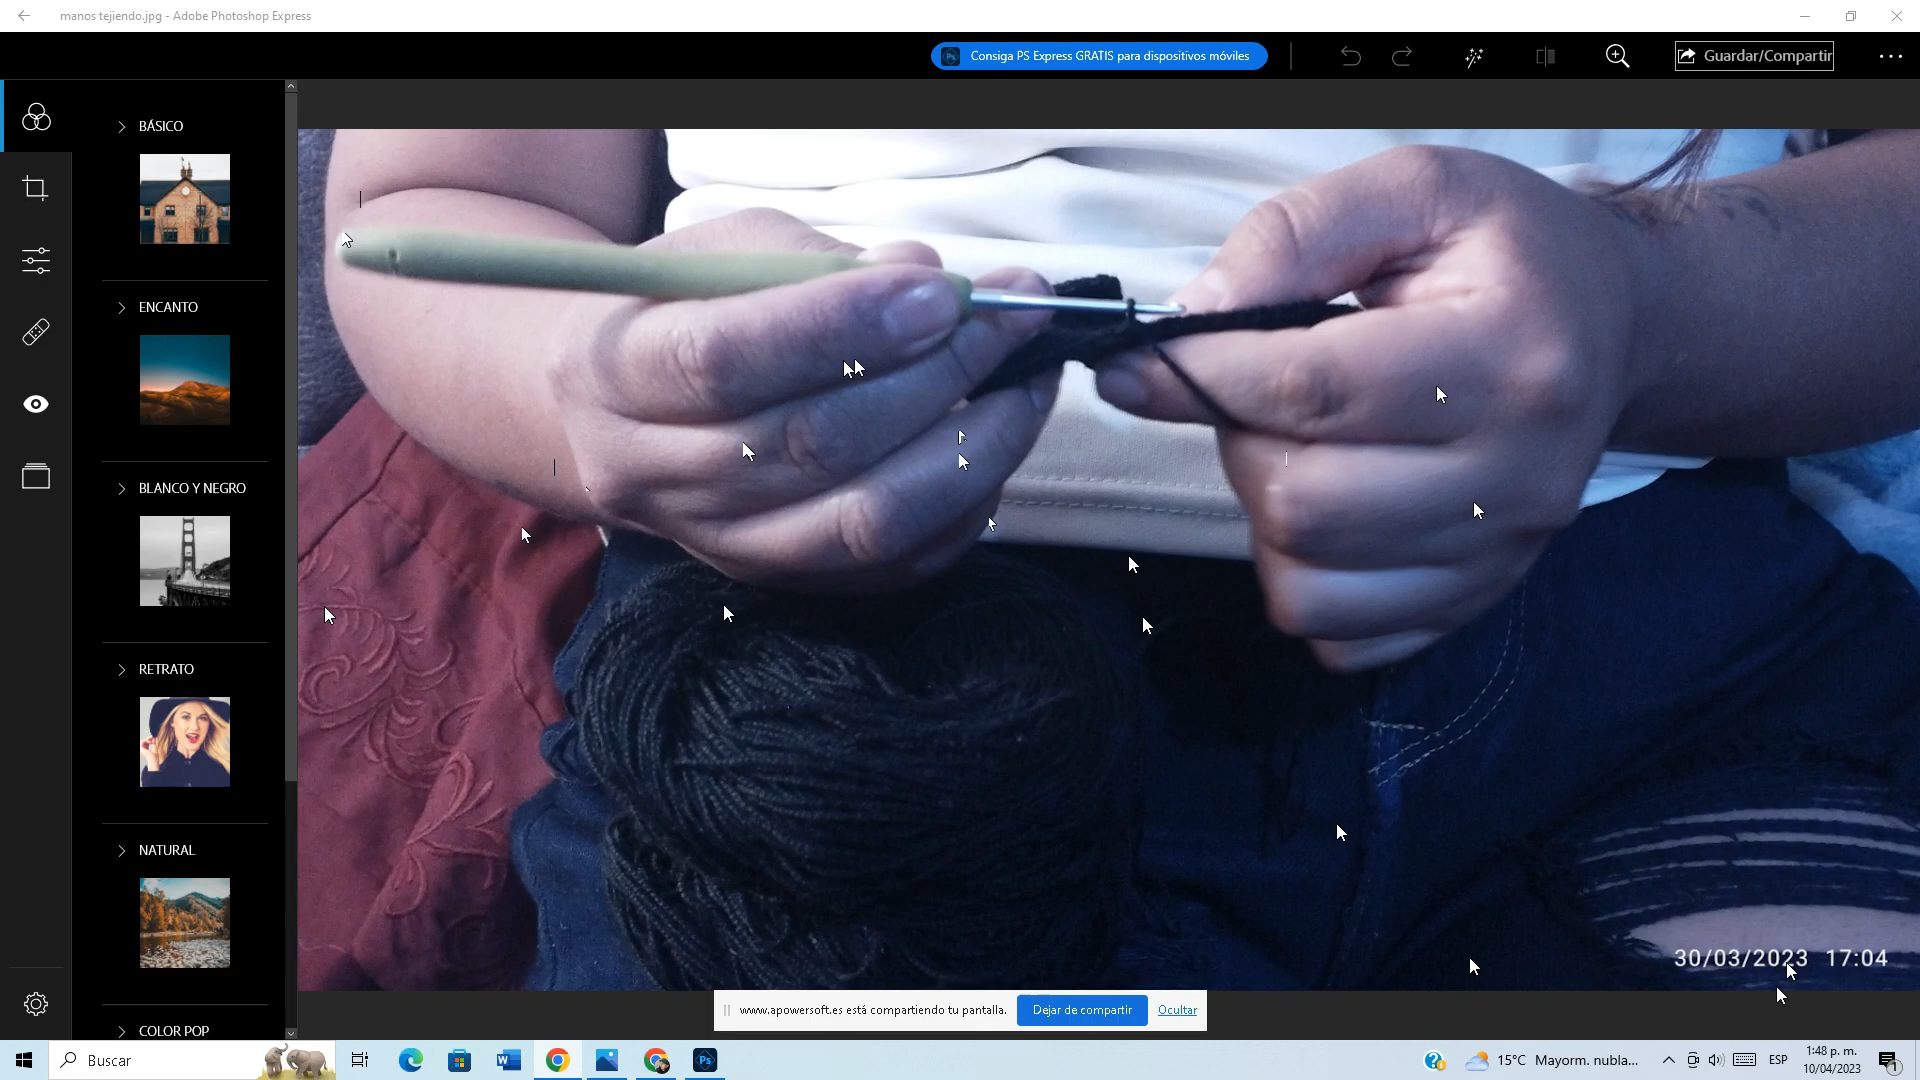 manos tejiendo.jpg - Adobe Photoshop Express
Consiga PS Express GRATIS para dispositivos móviles
Guardar/Compartir
BÁSICO
ENCANTO
BLANCO Y NEGRO
RETRATO
NATURAL
COLOR POP
30/03/2023 17:04
www.apowersoft.es está compartiendo tu pantalla.
Dejar de compartir
Ocultar
Buscar
W
Ps
15°C Mayorm. nubla...
ESP
1:48 p. m.
10/04/2023
1